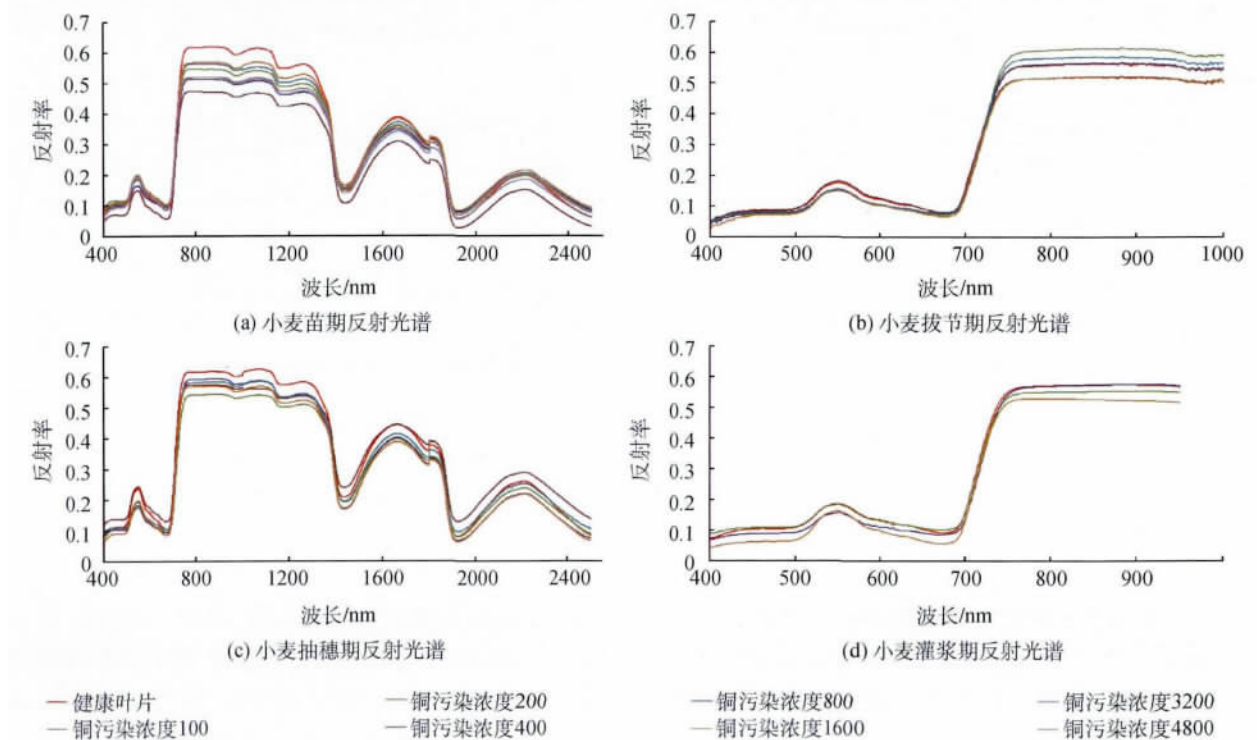 0.7
0.6
0.5
0.4
0.3
0.2
0.1
0
反射率
400 800 1200 1600 2000 2400
波长/nm
(a) 小麦苗期反射光谱
0.7
0.6
0.5
0.4
0.3
0.2
0.1
0
反射率
400 500 600 700 800 900 1000
波长/nm
(b) 小麦拔节期反射光谱
0.7
0.6
0.5
0.4
0.3
0.2
0.1
0
反射率
400 800 1200 1600 2000 2400
波长/nm
(c) 小麦抽穗期反射光谱
0.7
0.6
0.5
0.4
0.3
0.2
0.1
0
反射率
400 500 600 700 800 900
波长/nm
(d) 小麦灌浆期反射光谱
健康叶片 铜污染浓度200 铜污染浓度800 铜污染浓度3200
铜污染浓度100 铜污染浓度400 铜污染浓度1600 铜污染浓度4800